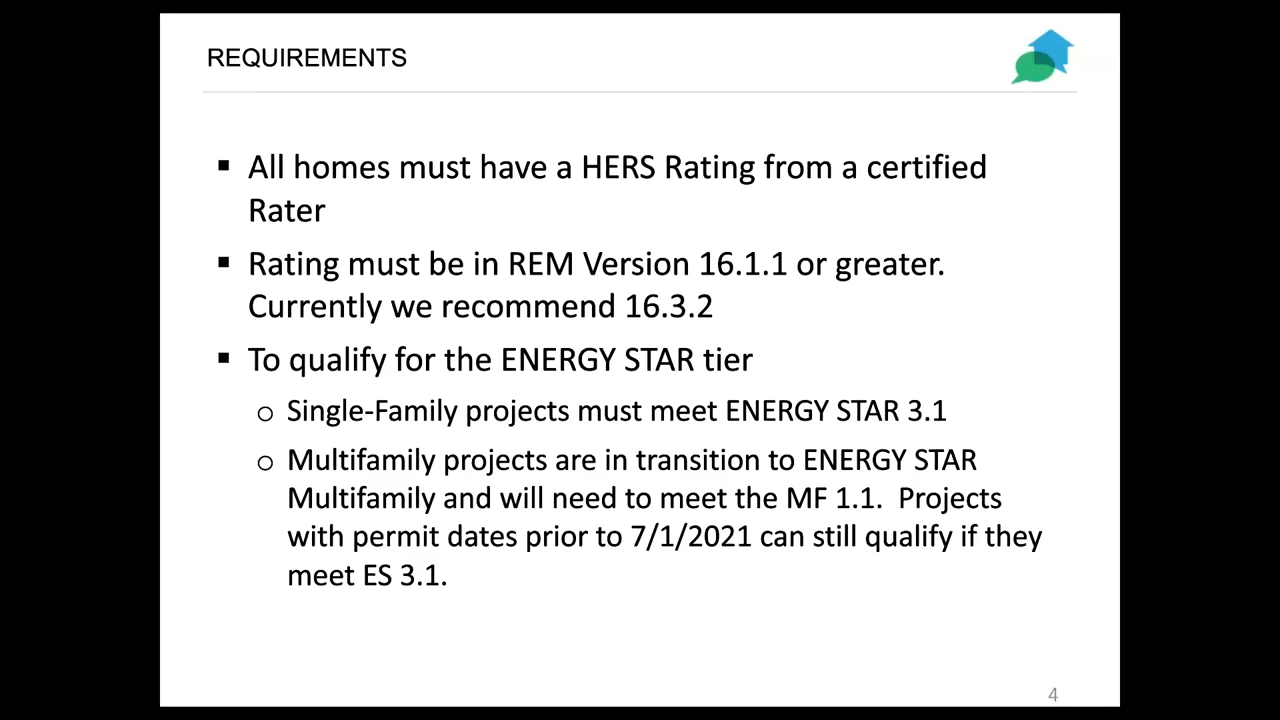 REQUIREMENTS
▪ All homes must have a HERS Rating from a certified
Rater
▪ Rating must be in REM Version 16.1.1 or greater.
Currently we recommend 16.3.2
▪ To qualify for the ENERGY STAR tier
o Single-Family projects must meet ENERGY STAR 3.1
o Multifamily projects are in transition to ENERGY STAR
Multifamily and will need to meet the MF 1.1.  Projects
with permit dates prior to 7/1/2021 can still qualify if they
meet ES 3.1.
4